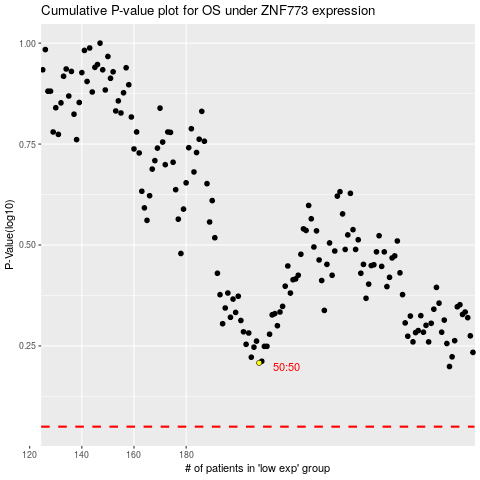 Cumulative P-value plot for OS under ZNF773 expression
1.00
0.75
0.50
0.25
P-Value(log10)
50:50
120 140 160 180
# of patients in 'low exp' group